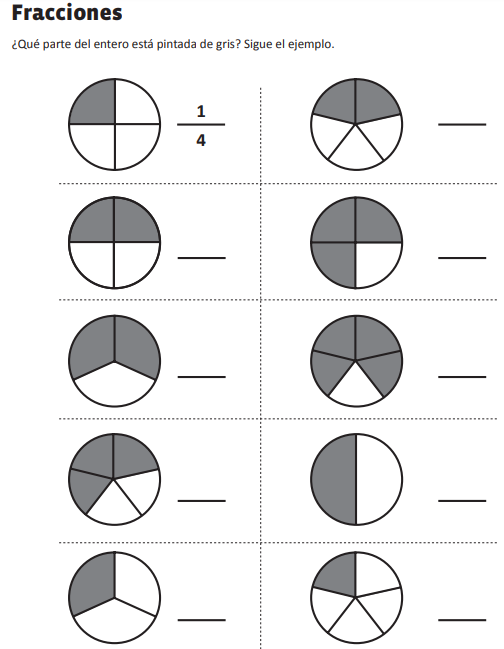 Fracciones
¿Qué parte del entero está pintada de gris? Sigue el ejemplo.
1
4